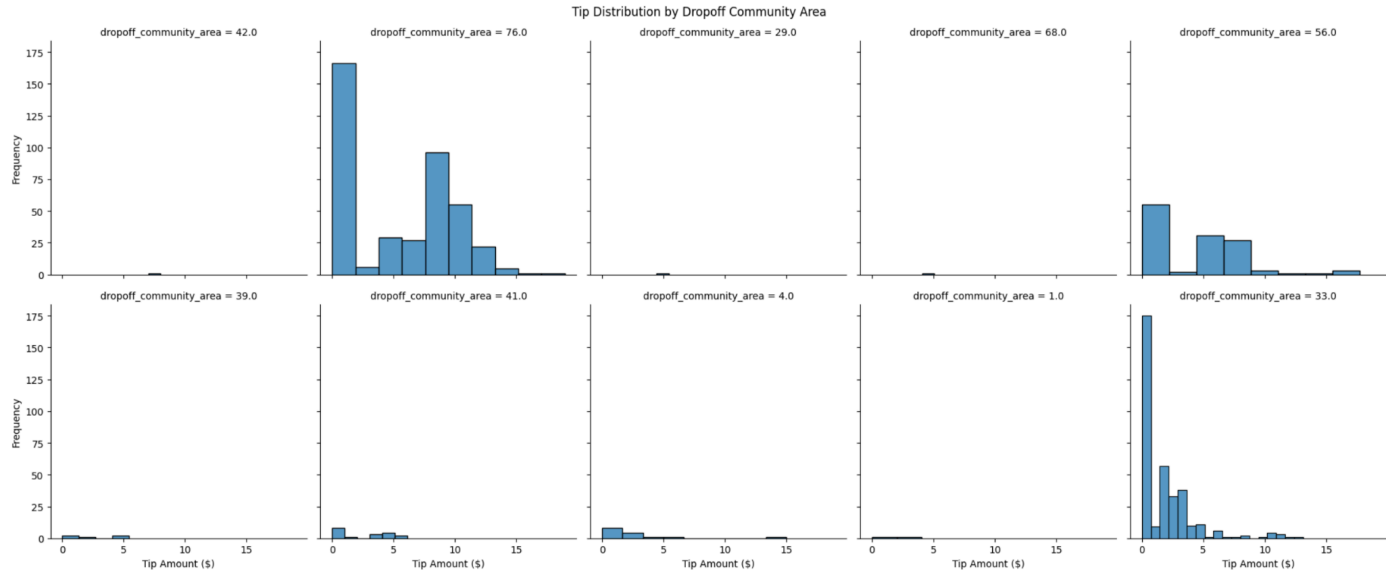 Tip Distribution by Dropoff Community Area
dropoff_community_area = 42.0
dropoff_community_area = 76.0
dropoff_community_area = 29.0
dropoff_community_area = 68.0
dropoff_community_area = 56.0
175
150
125
100
75
50
25
0
Frequency
dropoff_community_area = 39.0
dropoff_community_area = 41.0
dropoff_community_area = 4.0
dropoff_community_area = 1.0
dropoff_community_area = 33.0
175
150
125
100
75
50
25
0
Frequency
0 5 10 15
0 5 10 15
0 5 10 15
0 5 10 15
0 5 10 15
Tip Amount ($)
Tip Amount ($)
Tip Amount ($)
Tip Amount ($)
Tip Amount ($)